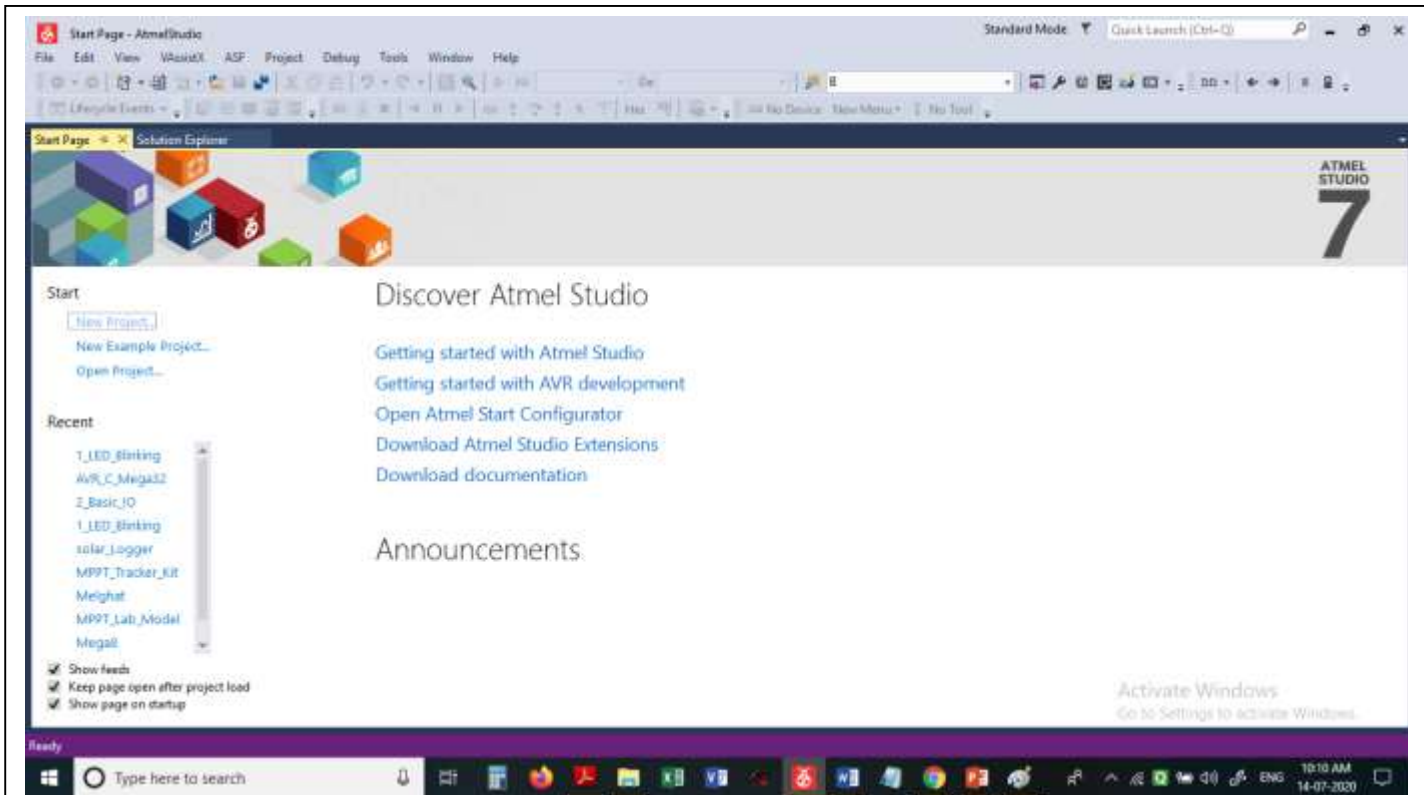 Start Page - AtmelStudio
Standard Mode
Quick Launch (Ctrl+Q)
File Edit View VAssistX ASF Project Debug Tools Window Help
Lifecycle Events
Hex
No Device New Menu No Tool
Start Page Solution Explorer
ATMEL
STUDIO
7
Start
New Project...
New Example Project...
Open Project...
Recent
1_LED_Blinking
AVR_C_Mega32
2_Basic_IO
1_LED_Blinking
solar_Logger
MPPT_Tracker_Kit
Melghat
MPPT_Lab_Model
Mega8
Show feeds
Keep page open after project load
Show page on startup
Discover Atmel Studio
Getting started with Atmel Studio
Getting started with AVR development
Open Atmel Start Configurator
Download Atmel Studio Extensions
Download documentation
Announcements
Activate Windows
Go to Settings to activate Windows.
Ready
Type here to search
ENG
10:10 AM
14-07-2020